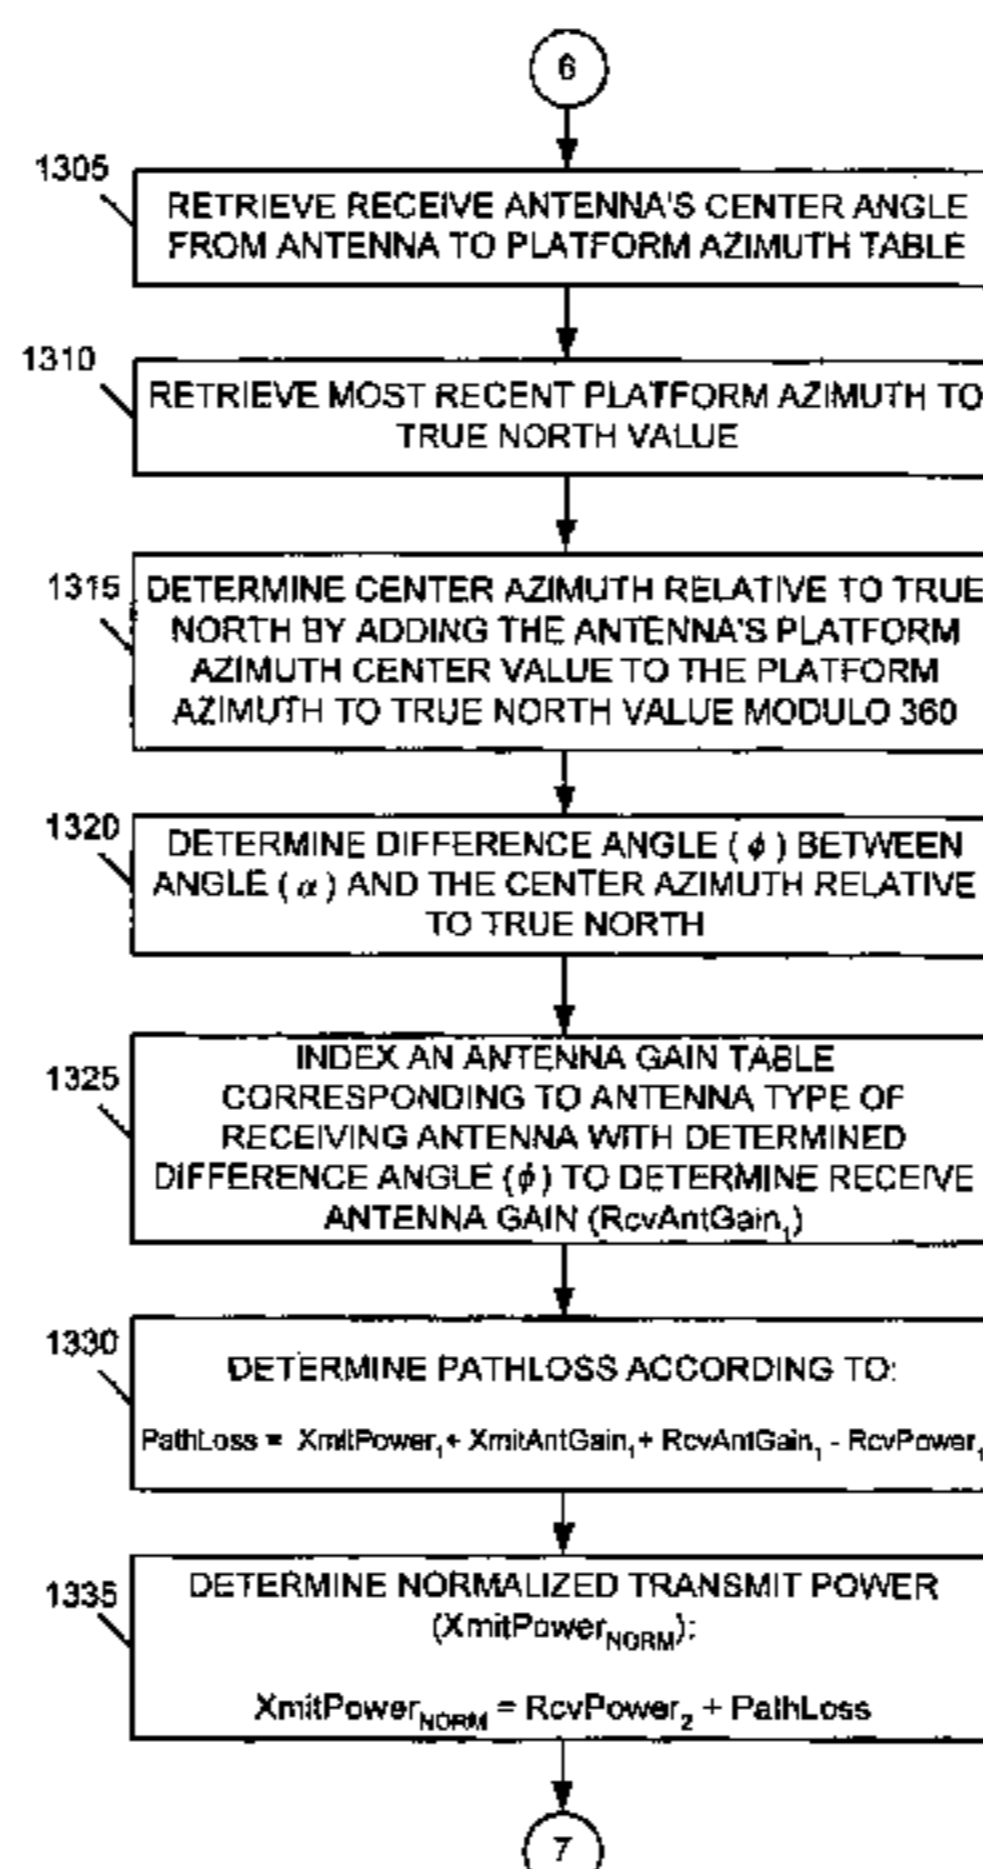 6
1305
RETRIEVE RECEIVE ANTENNA'S CENTER ANGLE
FROM ANTENNA TO PLATFORM AZIMUTH TABLE
1310
RETRIEVE MOST RECENT PLATFORM AZIMUTH TO
TRUE NORTH VALUE
1315
DETERMINE CENTER AZIMUTH RELATIVE TO TRUE
NORTH BY ADDING THE ANTENNA'S PLATFORM
AZIMUTH CENTER VALUE TO THE PLATFORM
AZIMUTH TO TRUE NORTH VALUE MODULO 360
1320
DETERMINE DIFFERENCE ANGLE (ϕ) BETWEEN
ANGLE (α) AND THE CENTER AZIMUTH RELATIVE
TO TRUE NORTH
1325
INDEX AN ANTENNA GAIN TABLE
CORRESPONDING TO ANTENNA TYPE OF
RECEIVING ANTENNA WITH DETERMINED
DIFFERENCE ANGLE (ϕ) TO DETERMINE RECEIVE
ANTENNA GAIN (RcvAntGain₁)
1330
DETERMINE PATHLOSS ACCORDING TO:
PathLoss = XmitPower₁ + XmitAntGain₁ + RcvAntGain₁ - RcvPower₁
1335
DETERMINE NORMALIZED TRANSMIT POWER
(XmitPower_NORM):
XmitPower_NORM = RcvPower₂ + PathLoss
7